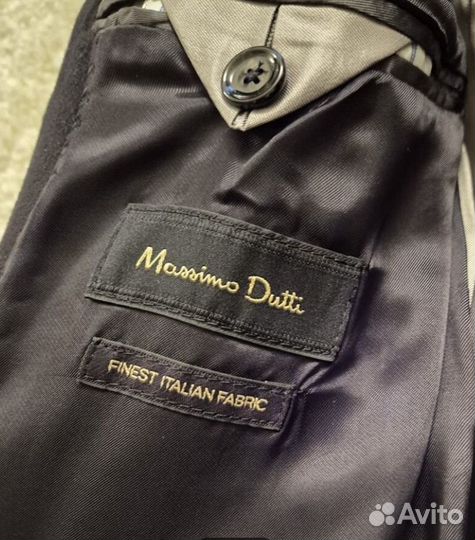 Massimo Dutti
FINEST ITALIAN FABRIC
Avito